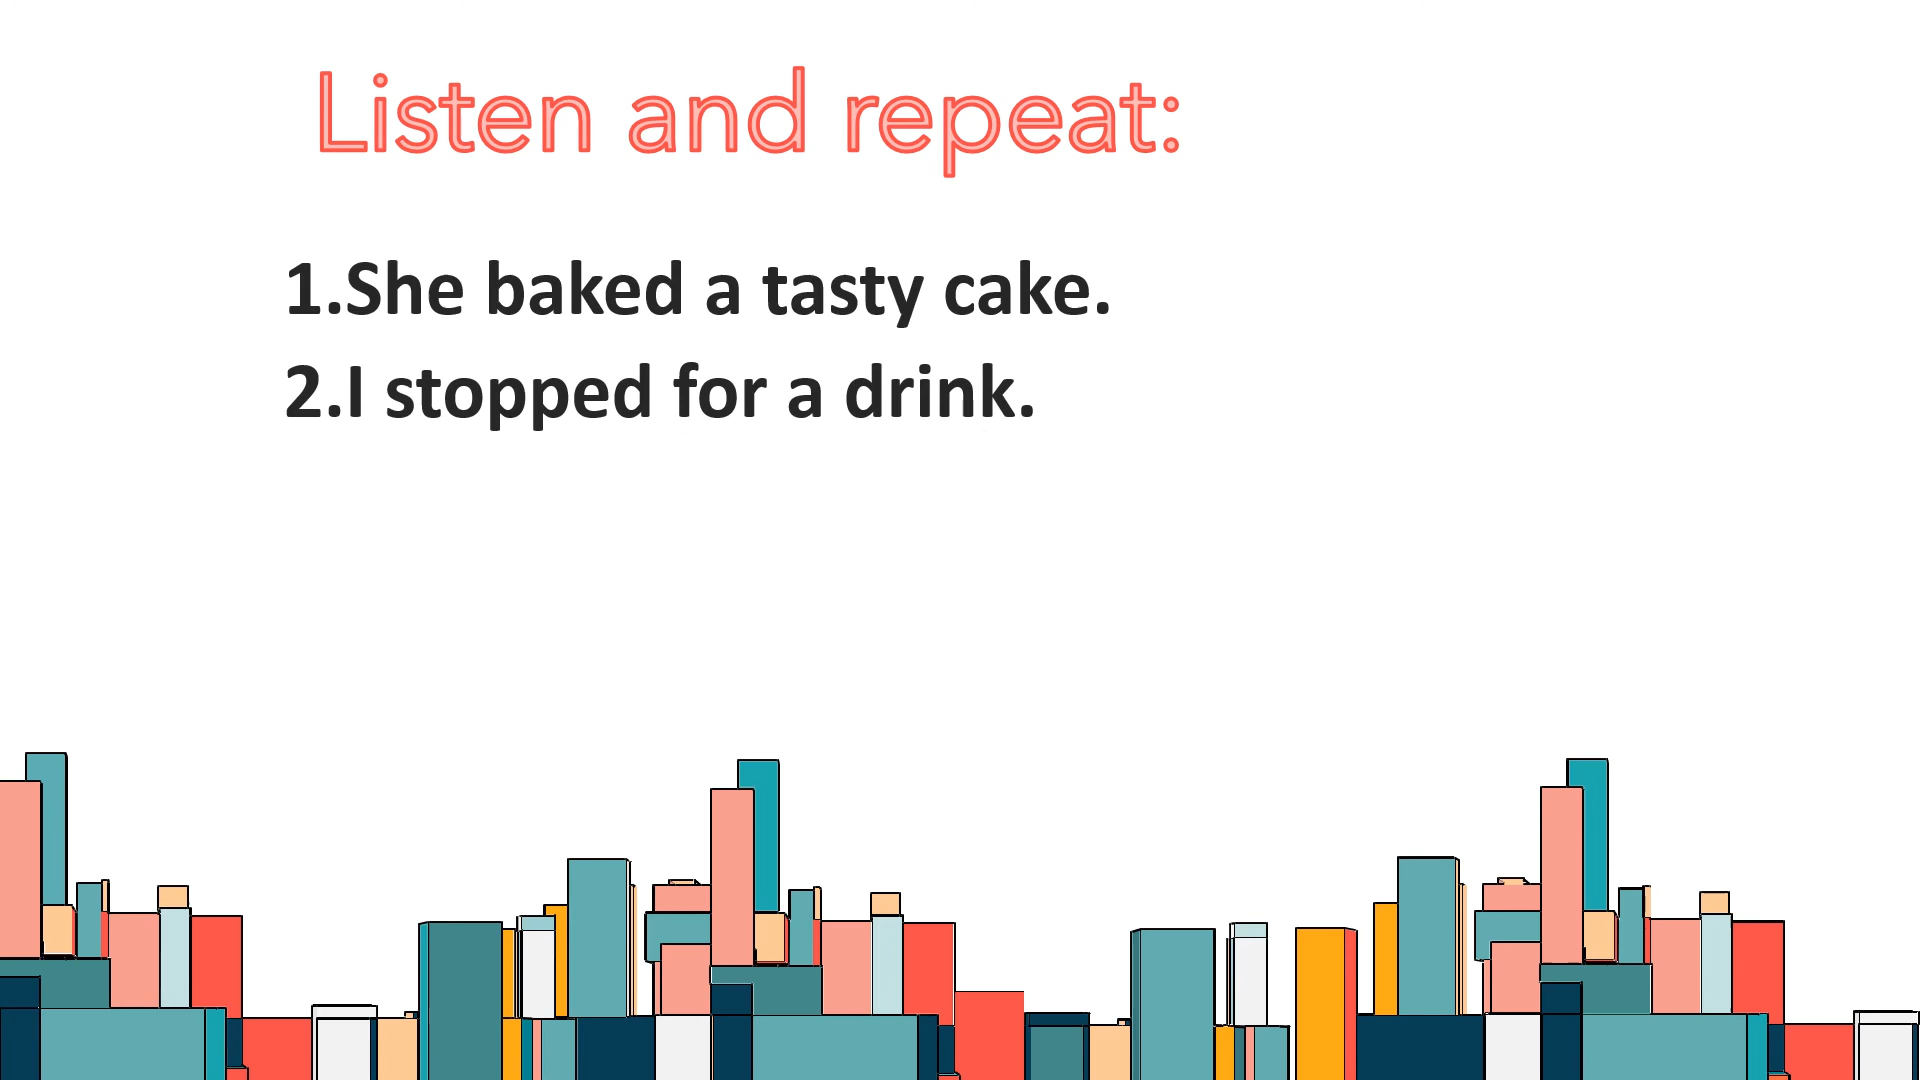 Listen and repeat:
1.She baked a tasty cake.
2.I stopped for a drink.